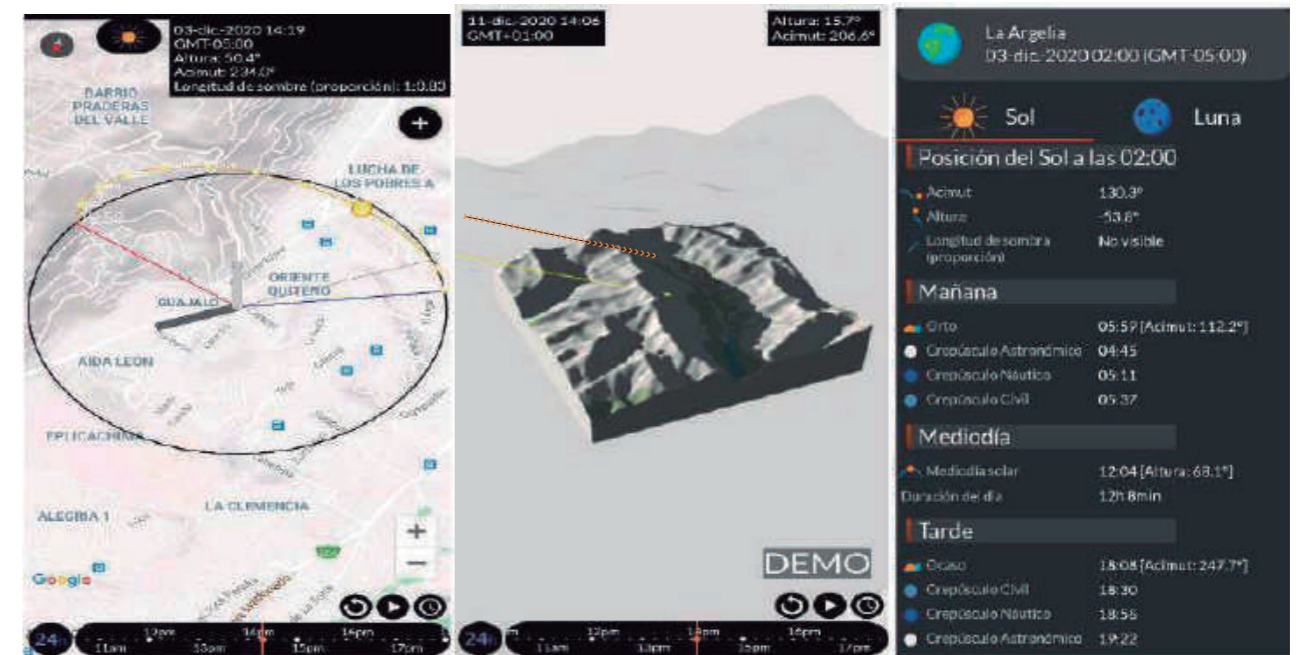 03-dic.-2020 14:19
GMT-05:00
Altura: 50.4°
Acimut: 234.0°
Longitud de sombra (proporción): 1:0.83
BARRIO
PRADERAS
DEL VALLE
LUCHA DE
LOS POBRES A
ORIENTE
QUITEÑO
GUAJALO
AIDA LEON
EPLICACHIMA
LA CLEMENCIA
ALEGRIA 1
Google
24h
12pm 14pm 16pm
11am 13pm 15pm 17pm
11-dic.-2020 14:06
GMT+01:00
Altura: 15.7°
Acimut: 206.6°
DEMO
24h
12pm 14pm 16pm
11am 13pm 15pm 17pm
La Argelia
03-dic.-2020 02:00 (GMT-05:00)
Sol
Luna
Posición del Sol a las 02:00
Acimut 130.3°
Altura -53.8°
Longitud de sombra No visible
(proporción)
Mañana
Orto 05:59 [Acimut: 112.2°]
Crepúsculo Astronómico 04:45
Crepúsculo Náutico 05:11
Crepúsculo Civil 05:37
Mediodía
Mediodía solar 12:04 [Altura: 68.1°]
Duración del día 12h 8min
Tarde
Ocaso 18:08 [Acimut: 247.7°]
Crepúsculo Civil 18:30
Crepúsculo Náutico 18:56
Crepúsculo Astronómico 19:22